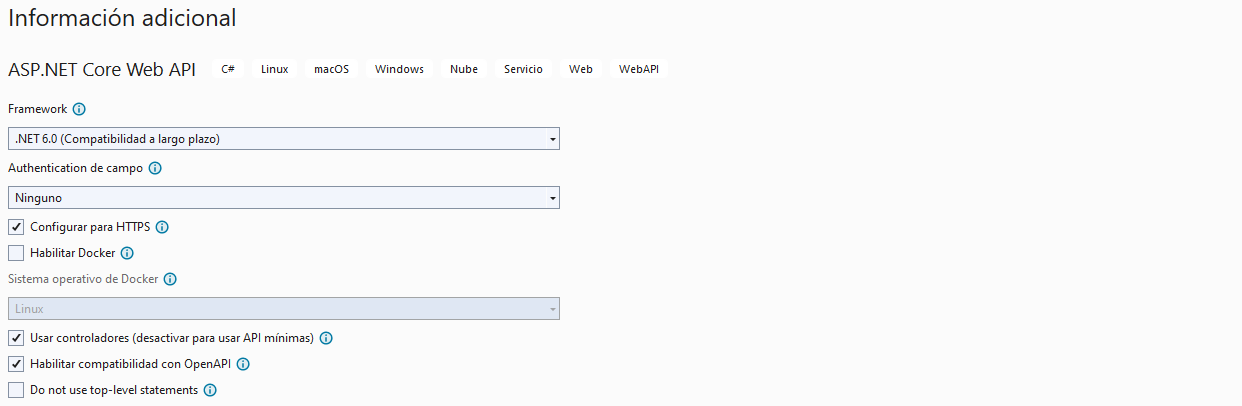 Información adicional
ASP.NET Core Web API C# Linux macOS Windows Nube Servicio Web WebAPI
Framework
.NET 6.0 (Compatibilidad a largo plazo)
Authentication de campo
Ninguno
Configurar para HTTPS
Habilitar Docker
Sistema operativo de Docker
Linux
Usar controladores (desactivar para usar API mínimas)
Habilitar compatibilidad con OpenAPI
Do not use top-level statements